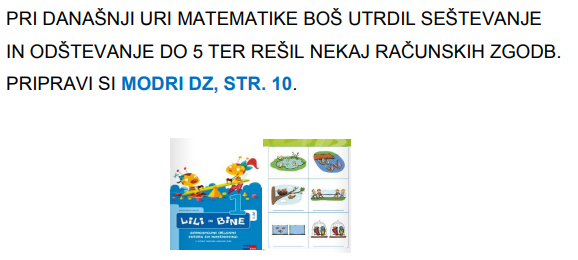 PRI DANAŠNJI URI MATEMATIKE BOŠ UTRDIL SEŠTEVANJE
IN ODŠTEVANJE DO 5 TER REŠIL NEKAJ RAČUNSKIH ZGODB.
PRIPRAVI SI MODRI DZ, STR. 10.
1
LILI IN BINE